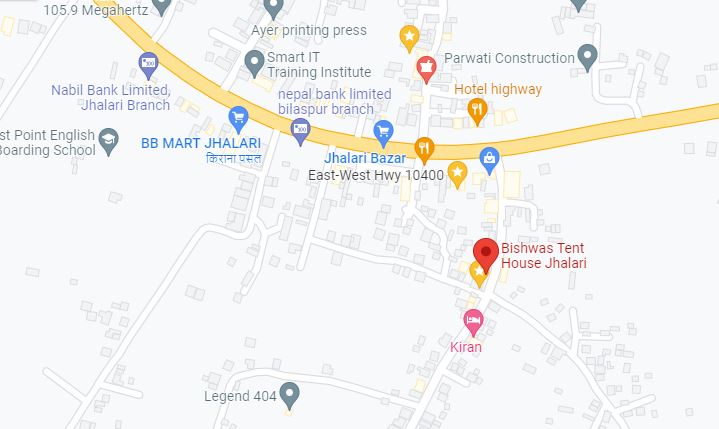 105.9 Megahertz
Ayer printing press
Smart IT
Training Institute
Parwati Construction
Nabil Bank Limited,
Jhalari Branch
nepal bank limited
bilaspur branch
Hotel highway
BB MART JHALARI
किराना पसल
st Point English
Boarding School
Jhalari Bazar
East-West Hwy 10400
Bishwas Tent
House Jhalari
Kiran
Legend 404